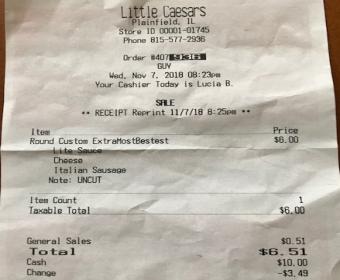 Little Caesars
Plainfield, IL
Store ID 00001-01745
Phone 815-577-2936
Order #407 9536
GUY
Wed, Nov 7, 2018 08:23pm
Your Cashier Today is Lucia B.
SALE
** RECEIPT Reprint 11/7/18 8:25pm **
Item Price
Round Custom ExtraMostBestest $6.00
Lite Sauce
Cheese
Italian Sausage
Note: UNCUT
Item Count 1
Taxable Total $6.00
General Sales $0.51
Total $6.51
Cash $10.00
Change -$3.49